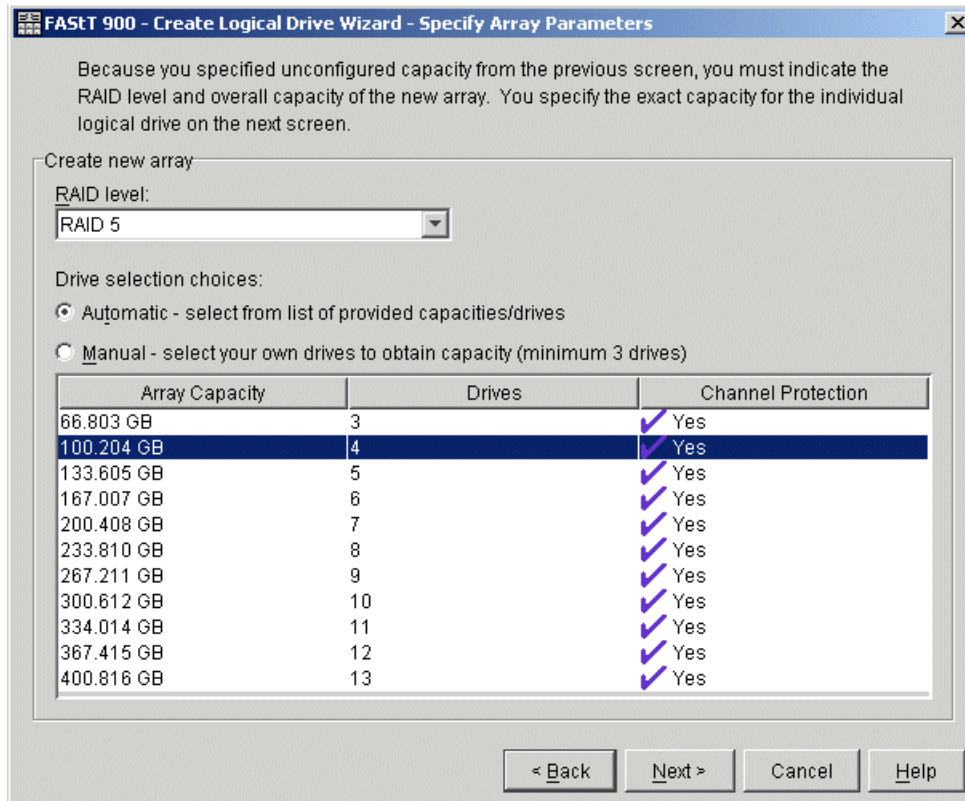 FAStT 900 - Create Logical Drive Wizard - Specify Array Parameters
Because you specified unconfigured capacity from the previous screen, you must indicate the
RAID level and overall capacity of the new array. You specify the exact capacity for the individual
logical drive on the next screen.
Create new array
RAID level:
RAID 5
Drive selection choices:
Automatic - select from list of provided capacities/drives
Manual - select your own drives to obtain capacity (minimum 3 drives)
Array Capacity Drives Channel Protection
66.803 GB 3 Yes
100.204 GB 4 Yes
133.605 GB 5 Yes
167.007 GB 6 Yes
200.408 GB 7 Yes
233.810 GB 8 Yes
267.211 GB 9 Yes
300.612 GB 10 Yes
334.014 GB 11 Yes
367.415 GB 12 Yes
400.816 GB 13 Yes
< Back Next > Cancel Help